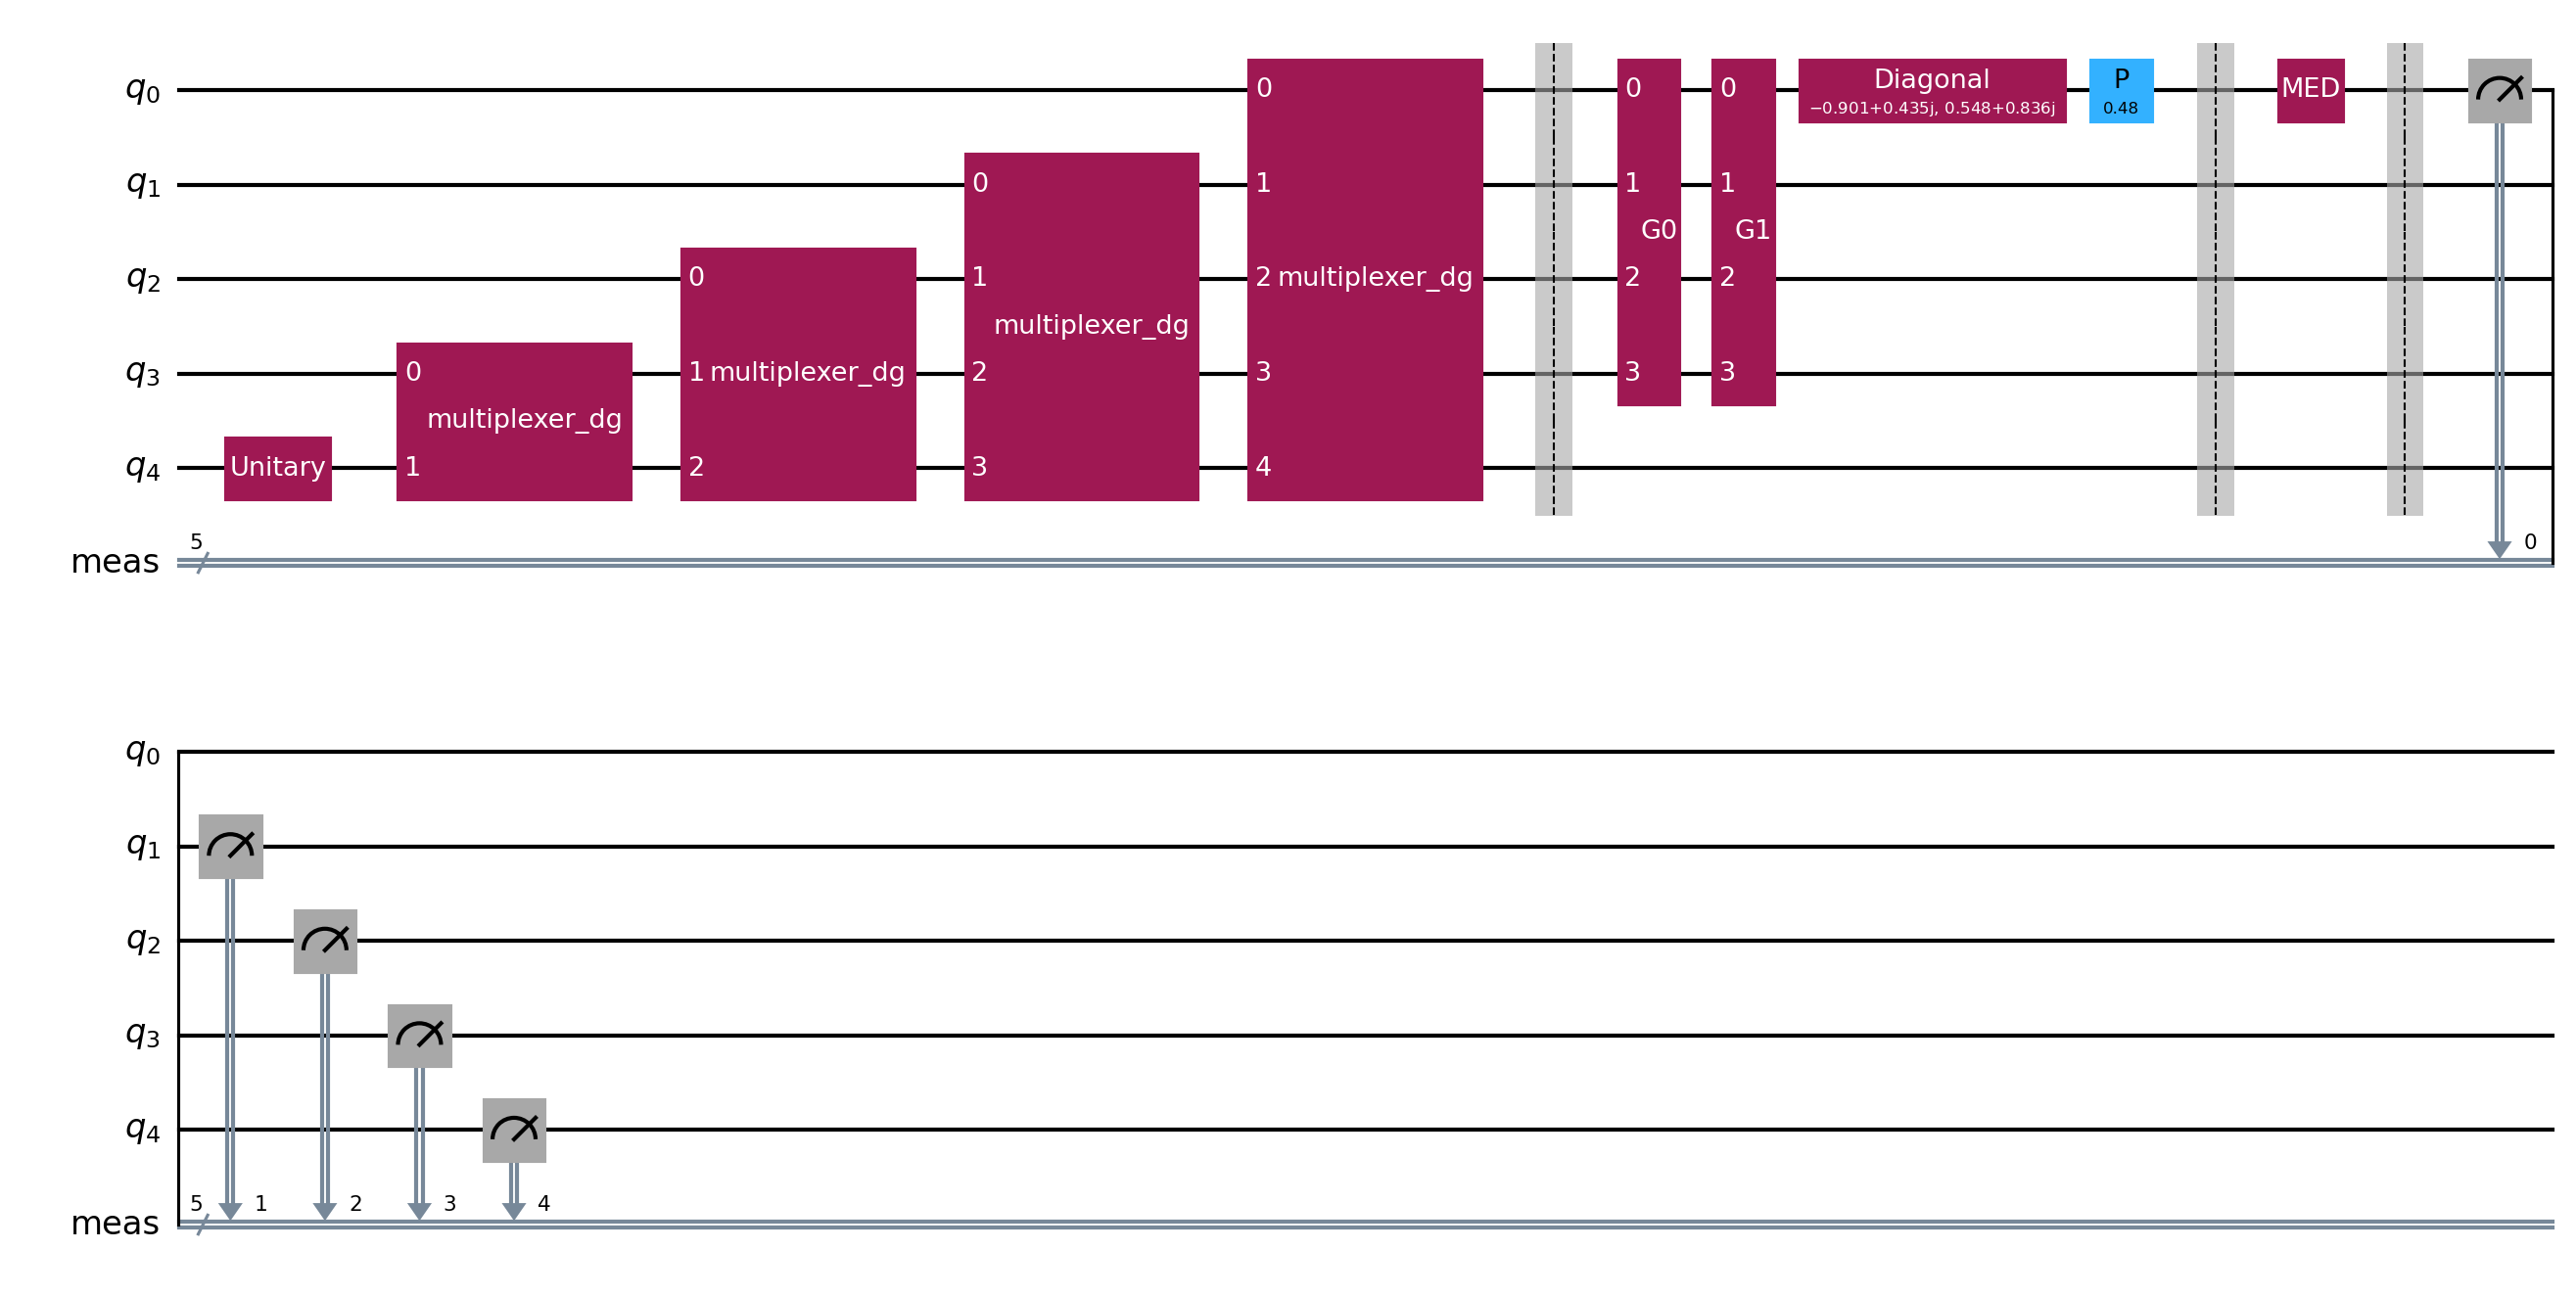 q0 0 0 0 Diagonal P MED
−0.901+0.435j, 0.548+0.836j 0.48
q1 0 1 1 1
G0 G1
q2 0 1 2 multiplexer_dg 2 2
multiplexer_dg
q3 0 1 multiplexer_dg 2 3 3 3
multiplexer_dg
q4 Unitary 1 2 3 4
5 0
meas
q0
q1
q2
q3
q4
5 1 2 3 4
meas